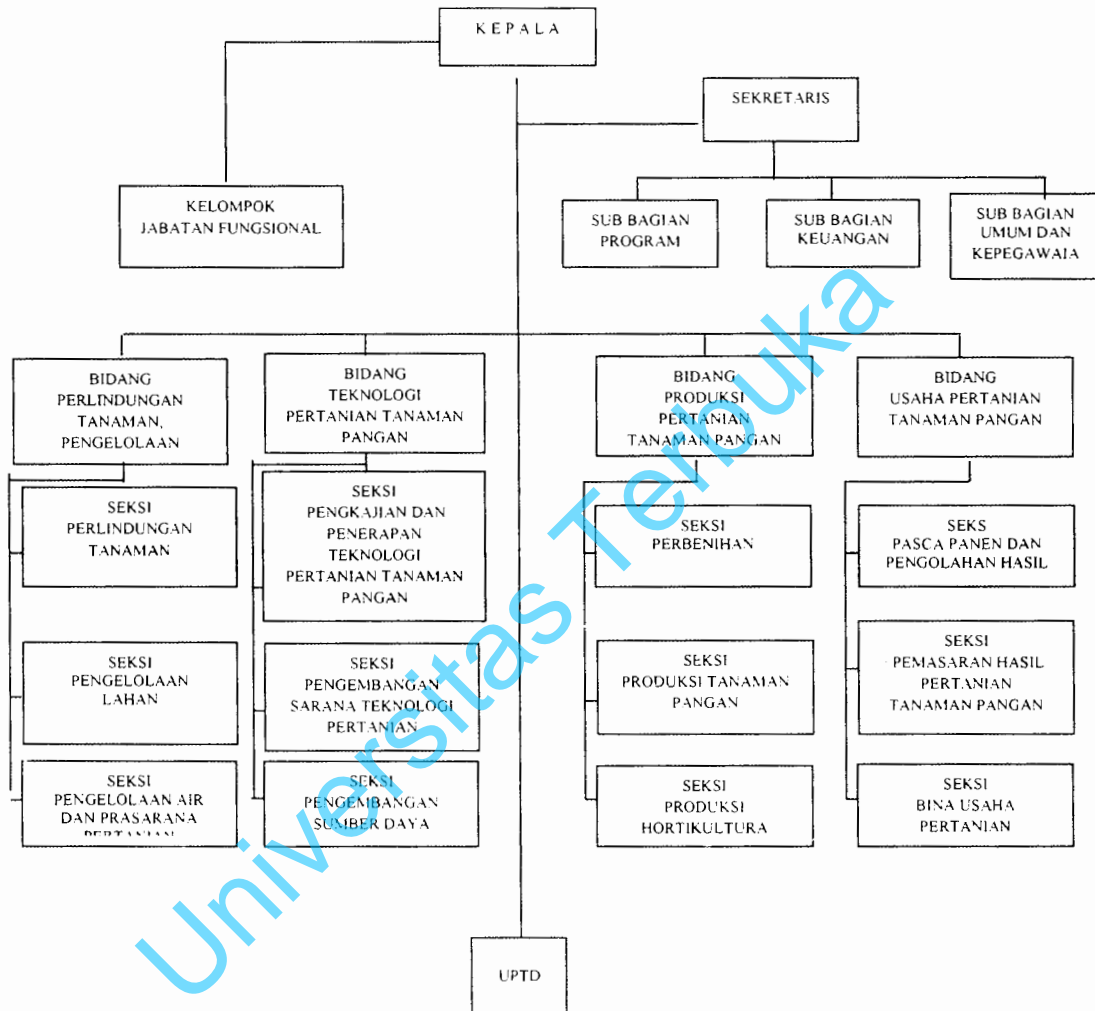 K E P A L A
SEKRETARIS
KELOMPOK
JABATAN FUNGSIONAL
SUB BAGIAN
PROGRAM
SUB BAGIAN
KEUANGAN
SUB BAGIAN
UMUM DAN
KEPEGAWAIA
BIDANG
PERLINDUNGAN
TANAMAN,
PENGELOLAAN
BIDANG
TEKNOLOGI
PERTANIAN TANAMAN
PANGAN
BIDANG
PRODUKSI
PERTANIAN
TANAMAN PANGAN
BIDANG
USAHA PERTANIAN
TANAMAN PANGAN
SEKSI
PERLINDUNGAN
TANAMAN
SEKSI
PENGKAJIAN DAN
PENERAPAN
TEKNOLOGI
PERTANIAN TANAMAN
PANGAN
SEKSI
PERBENIHAN
SEKS
PASCA PANEN DAN
PENGOLAHAN HASIL
SEKSI
PENGELOLAAN
LAHAN
SEKSI
PENGEMBANGAN
SARANA TEKNOLOGI
PERTANIAN
SEKSI
PRODUKSI TANAMAN
PANGAN
SEKSI
PEMASARAN HASIL
PERTANIAN
TANAMAN PANGAN
SEKSI
PENGELOLAAN AIR
DAN PRASARANA
PERTANIAN
SEKSI
PENGEMBANGAN
SUMBER DAYA
SEKSI
PRODUKSI
HORTIKULTURA
SEKSI
BINA USAHA
PERTANIAN
UPTD
Universitas Terbuka